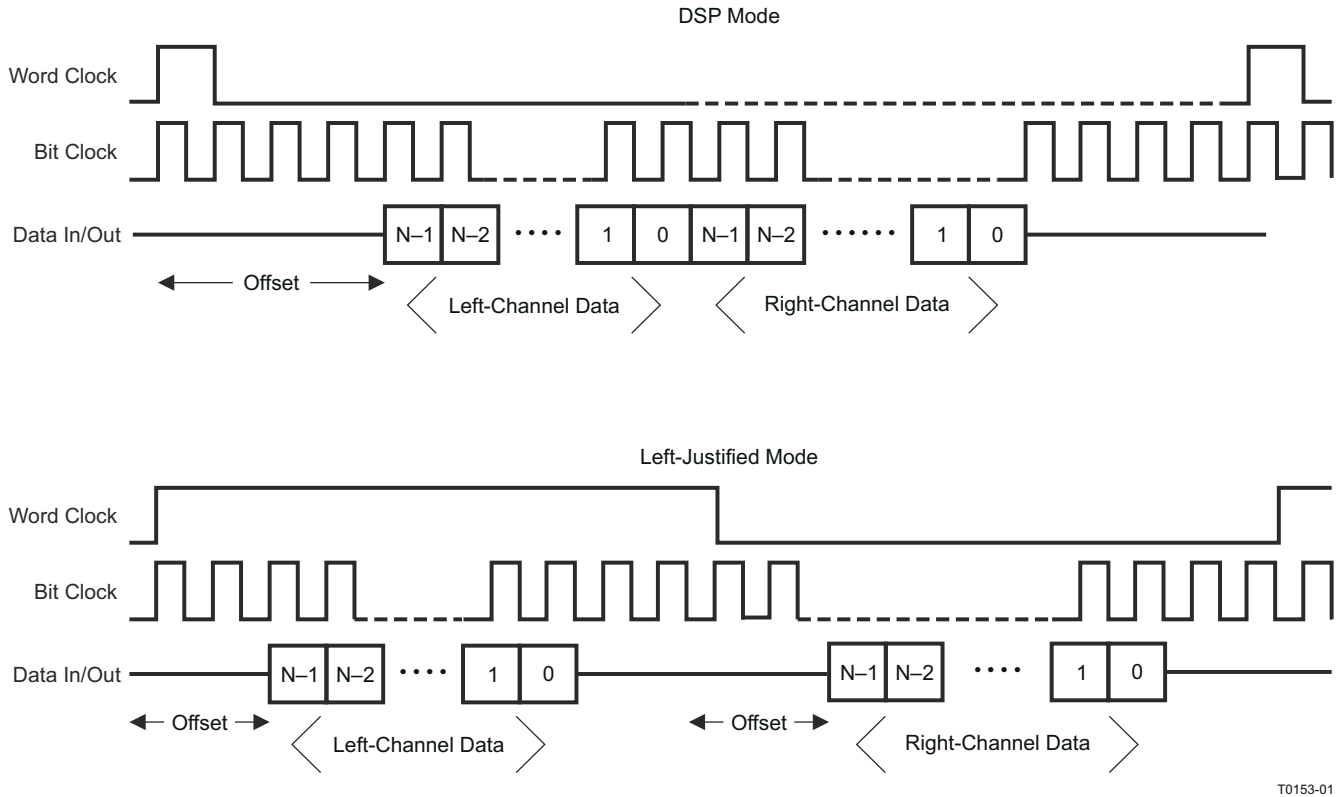 DSP Mode
Word Clock
Bit Clock
Data In/Out N–1 N–2 •••• 1 0 N–1 N–2 •••••• 1 0
Offset
Left-Channel Data Right-Channel Data
Left-Justified Mode
Word Clock
Bit Clock
Data In/Out N–1 N–2 •••• 1 0 N–1 N–2 •••• 1 0
Offset Offset
Left-Channel Data Right-Channel Data
T0153-01